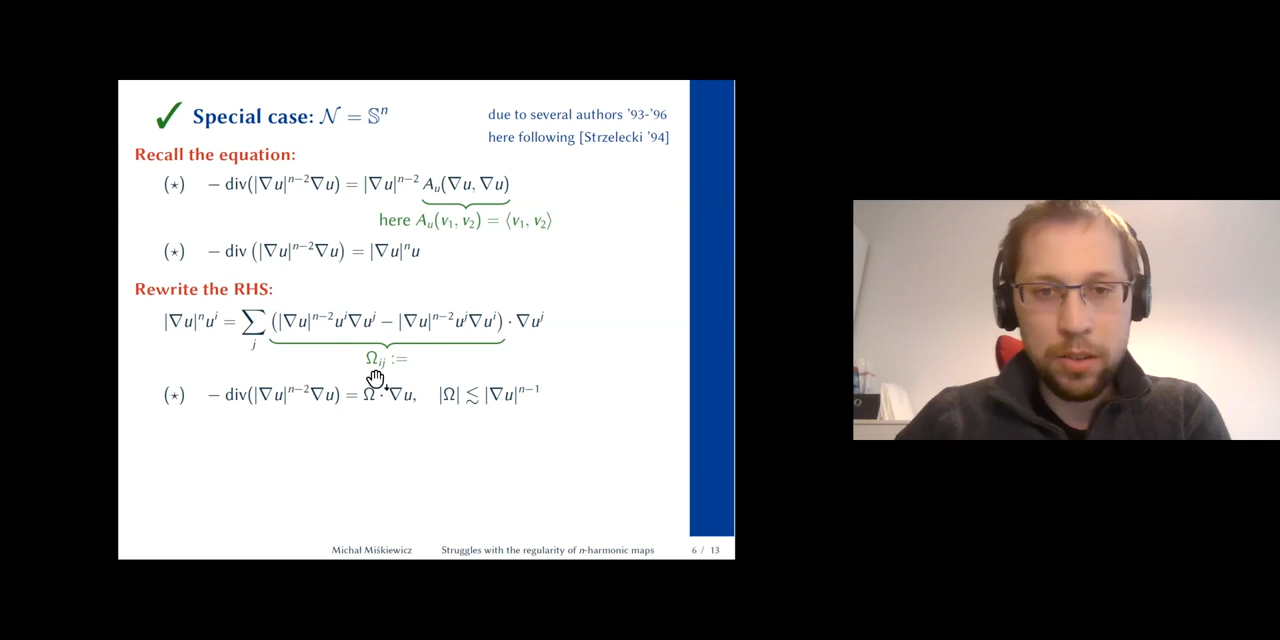 ✓ Special case: 𝒩 = 𝕊ⁿ
due to several authors ’93-’96
here following [Strzelecki ’94]
Recall the equation:
(⋆) − div(|∇u|ⁿ⁻²∇u) = |∇u|ⁿ⁻² Aᵤ(∇u, ∇u)
here Aᵤ(v₁, v₂) = ⟨v₁, v₂⟩
(⋆) − div (|∇u|ⁿ⁻²∇u) = |∇u|ⁿu
Rewrite the RHS:
|∇u|ⁿuⁱ = ∑ⱼ (|∇u|ⁿ⁻²uⁱ∇uʲ − |∇u|ⁿ⁻²uʲ∇uⁱ) · ∇uʲ
Ωᵢⱼ :=
(⋆) − div(|∇u|ⁿ⁻²∇u) = Ω · ∇u, |Ω| ≲ |∇u|ⁿ⁻¹
Michał Miśkiewicz Struggles with the regularity of n-harmonic maps 6 / 13